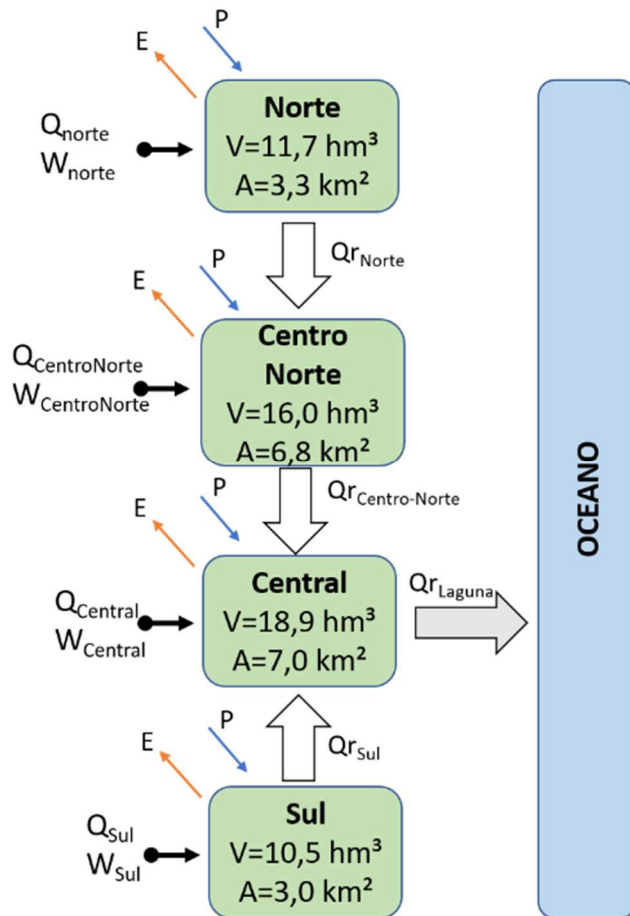 E
P
Norte
V=11,7 hm³
A=3,3 km²
Qnorte
Wnorte
QrNorte
E
P
Centro
Norte
V=16,0 hm³
A=6,8 km²
QCentroNorte
WCentroNorte
QrCentro-Norte
E
P
Central
V=18,9 hm³
A=7,0 km²
QCentral
WCentral
QrLaguna
E
P
QrSul
Sul
V=10,5 hm³
A=3,0 km²
QSul
WSul
OCEANO